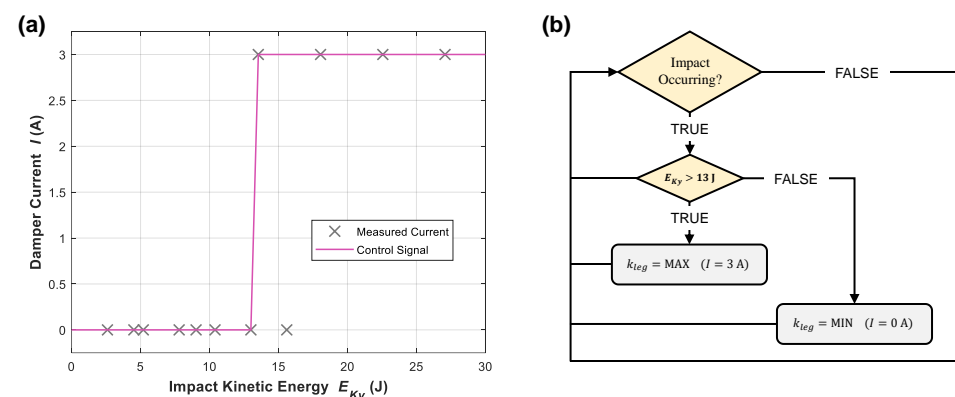 (a)
3
2.5
2
1.5
1
0.5
0
Damper Current I (A)
Measured Current
Control Signal
0 5 10 15 20 25 30
Impact Kinetic Energy E_Ky (J)
(b)
Impact
Occurring?
FALSE
TRUE
E_Ky > 13 J
FALSE
TRUE
k_leg = MAX (I = 3 A)
k_leg = MIN (I = 0 A)